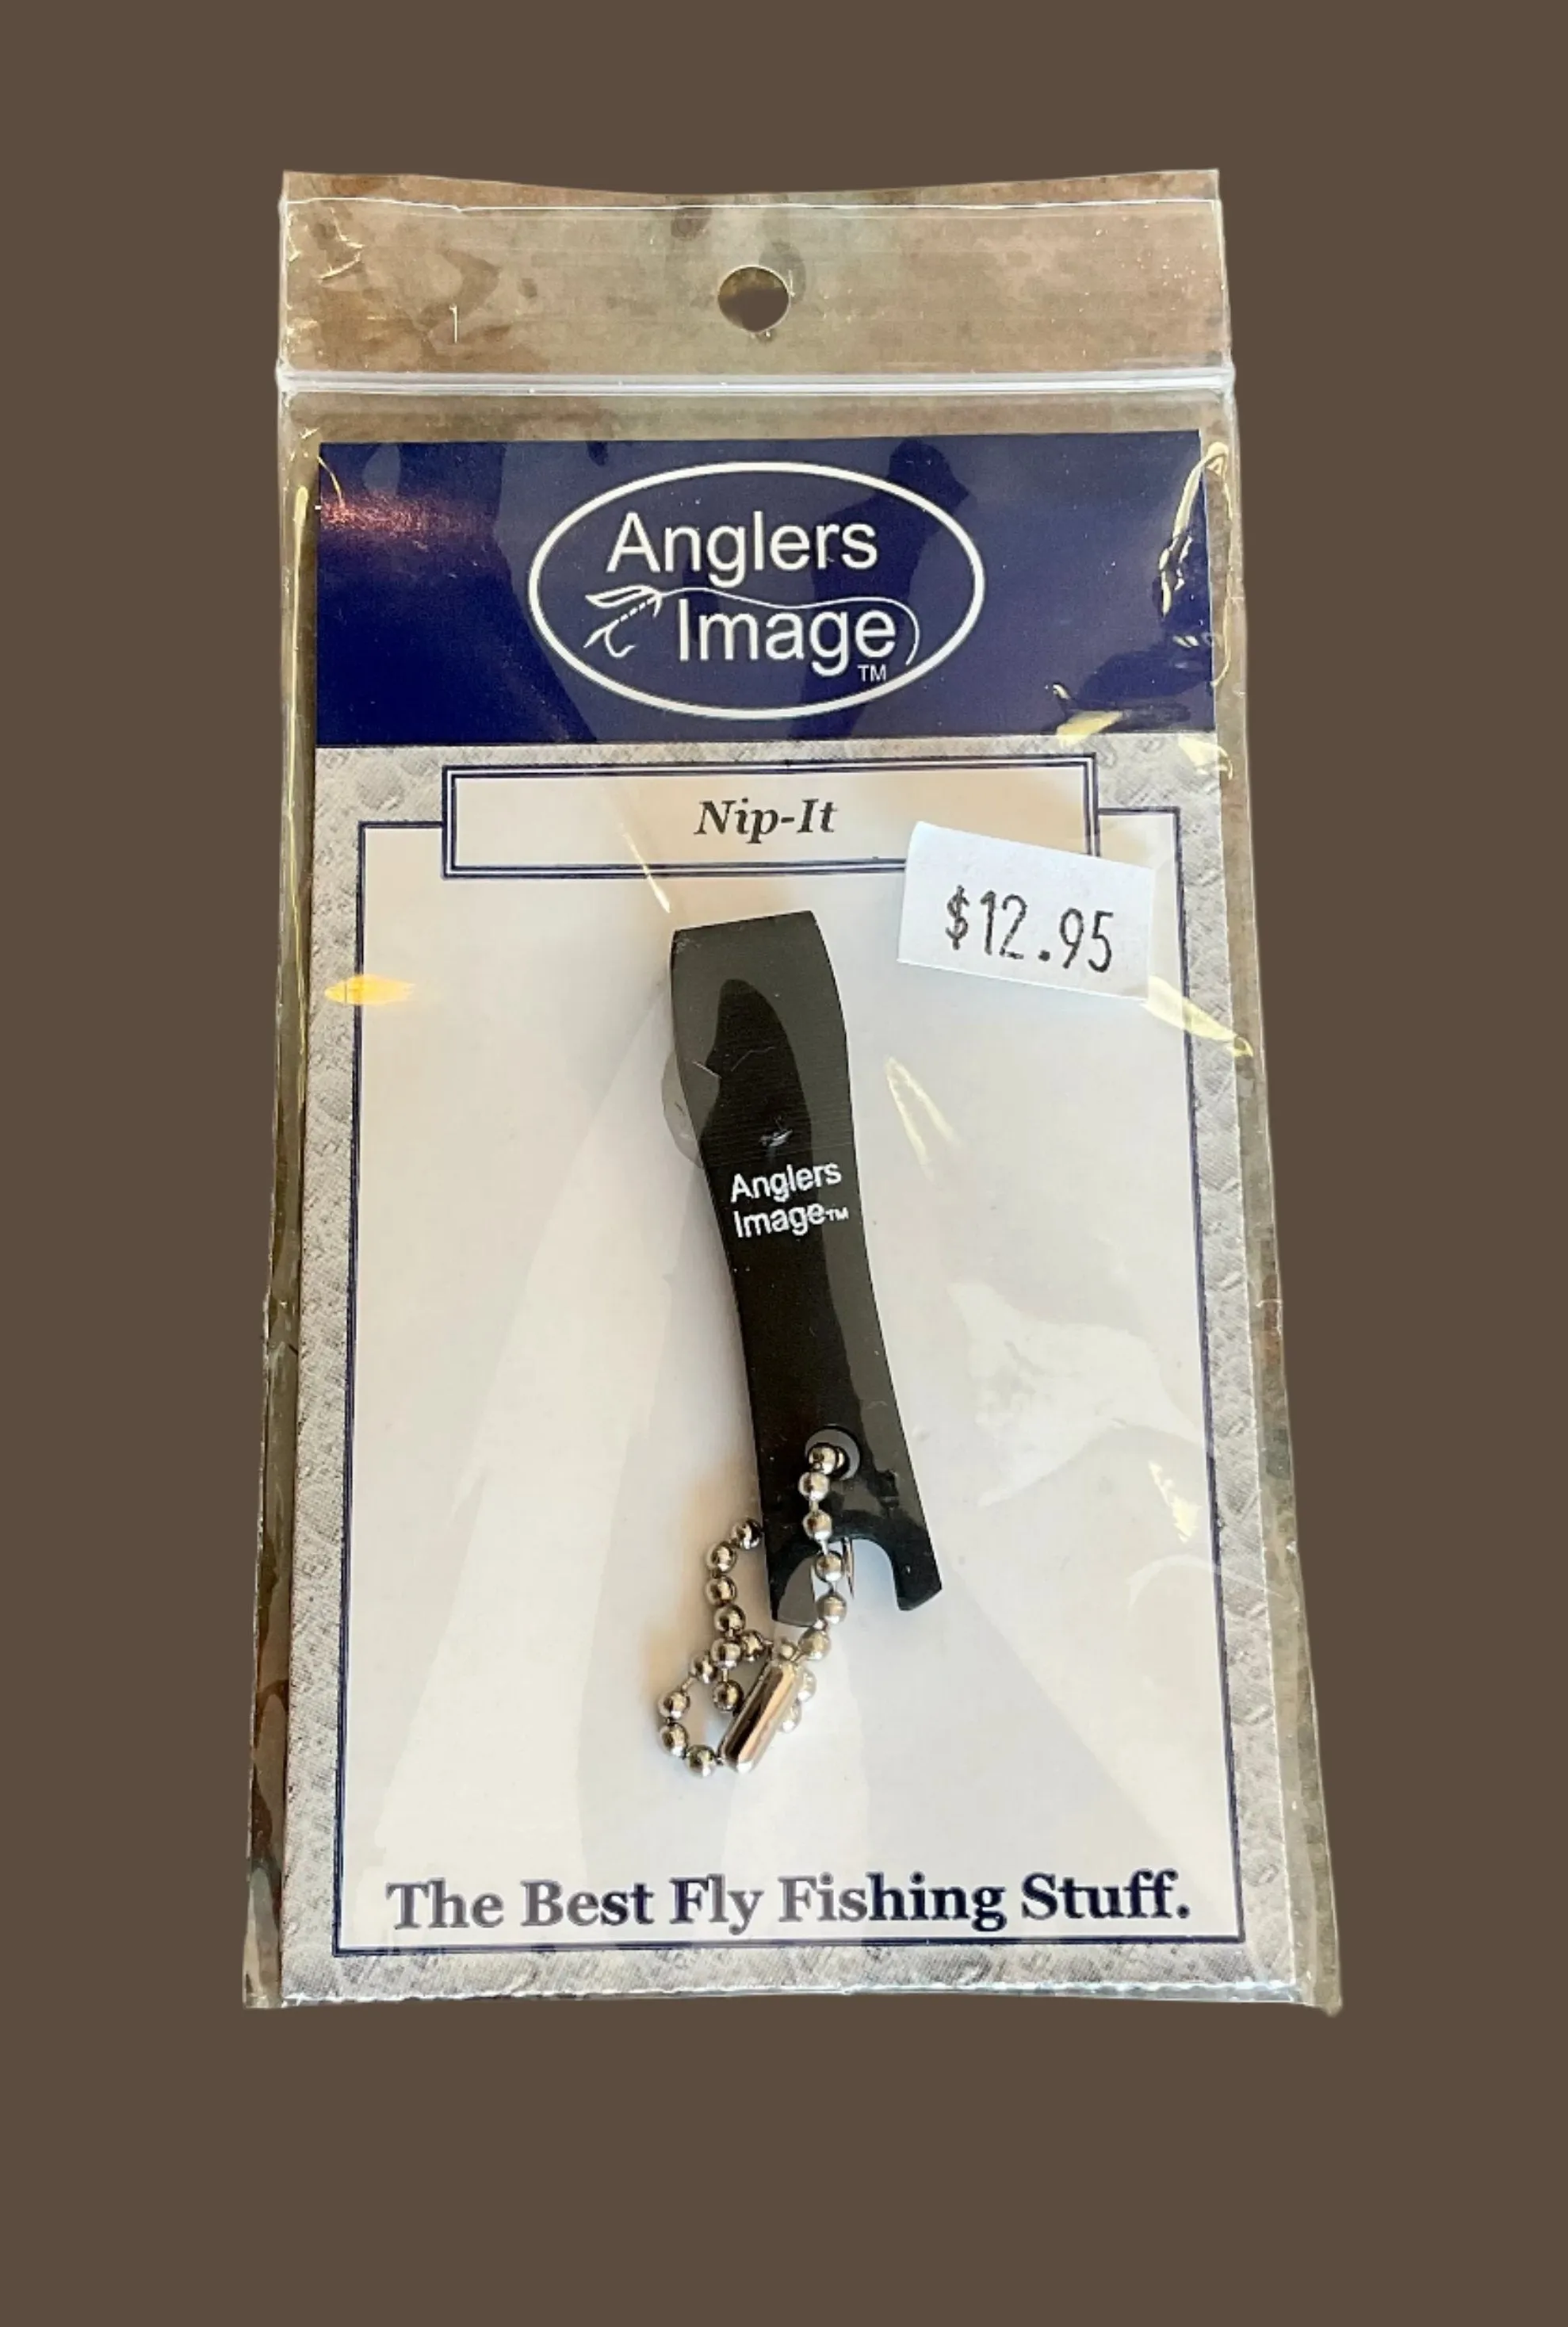 Anglers
Image
TM
Nip-It
$12.95
Anglers
Image™
The Best Fly Fishing Stuff.